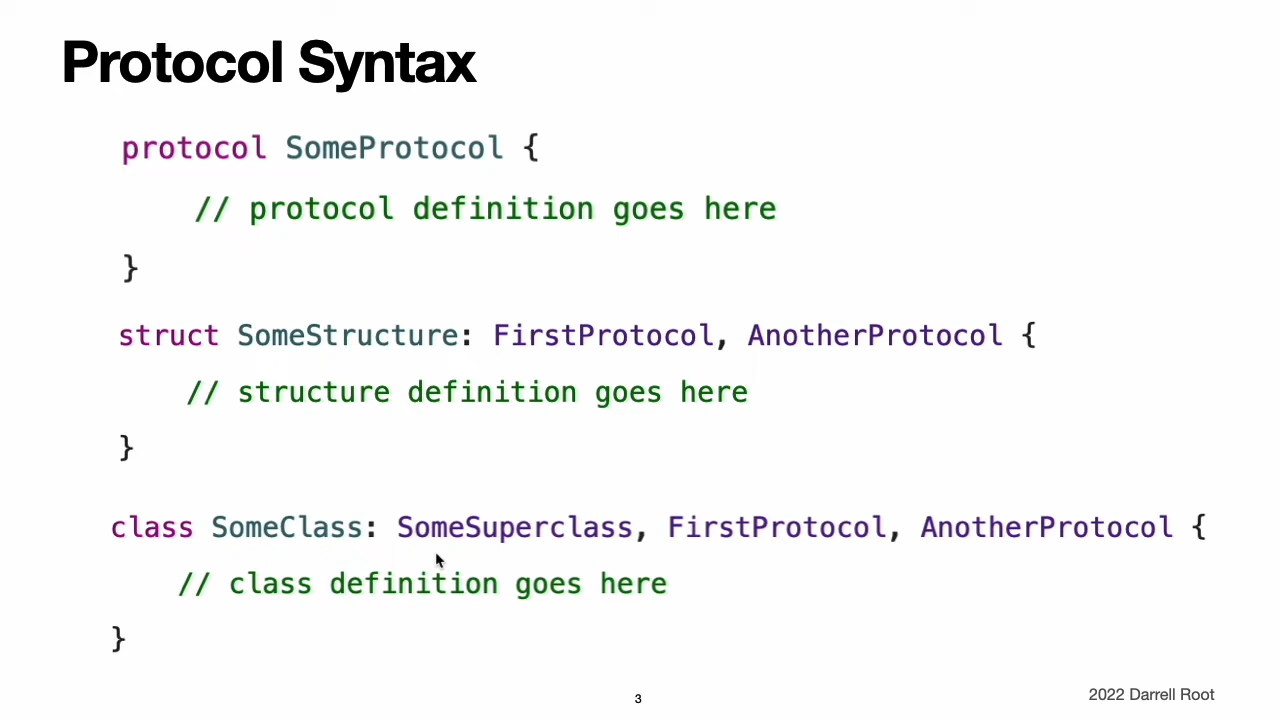 Protocol Syntax
protocol SomeProtocol {
// protocol definition goes here
}
struct SomeStructure: FirstProtocol, AnotherProtocol {
// structure definition goes here
}
class SomeClass: SomeSuperclass, FirstProtocol, AnotherProtocol {
// class definition goes here
}
3
2022 Darrell Root